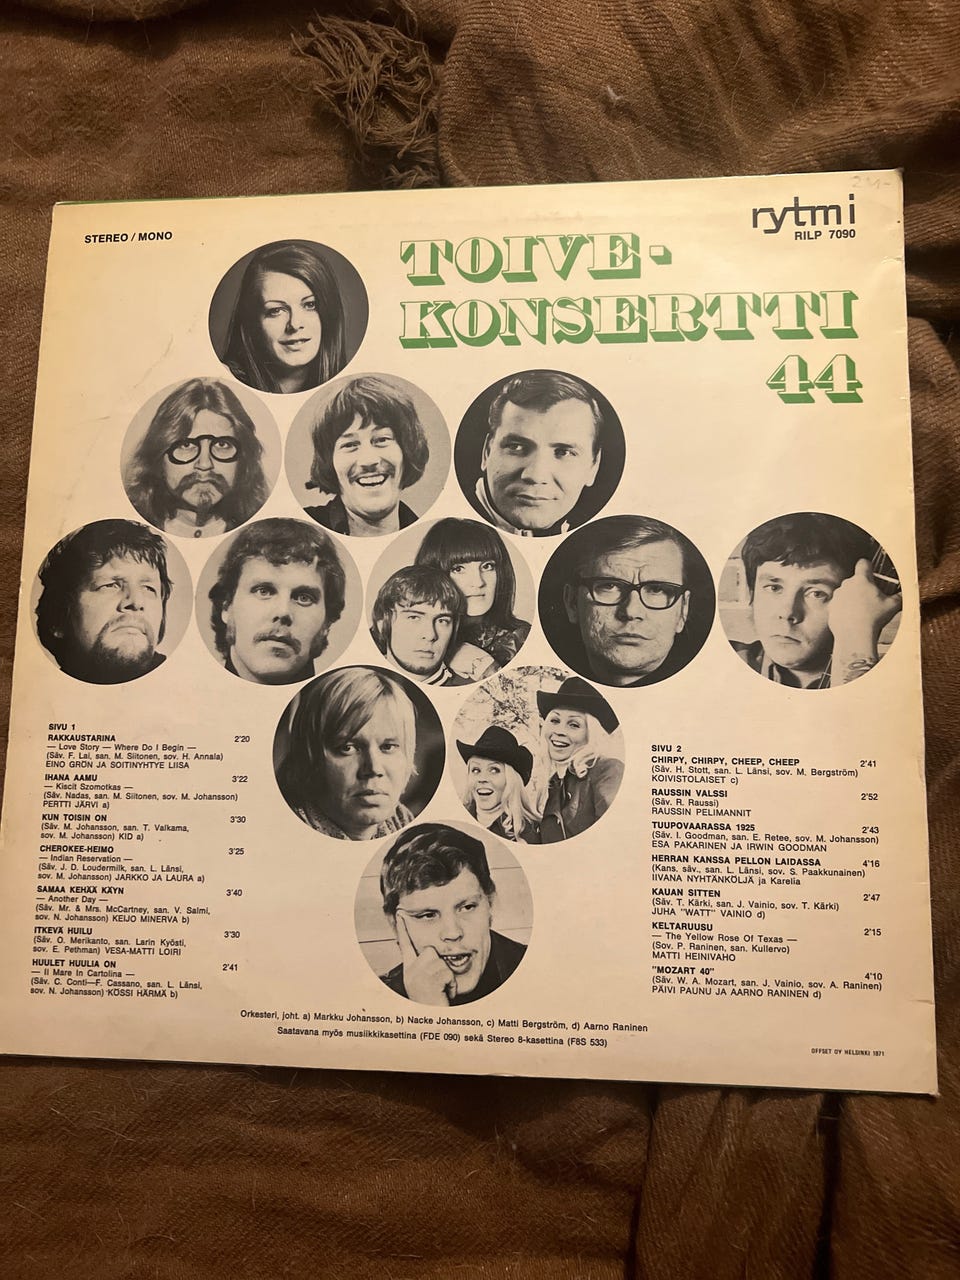 STEREO / MONO
rytmi
RILP 7090
TOIVE-
KONSERTTI
44
SIVU 1
RAKKAUSTARINA 2'20
— Love Story — Where Do I Begin —
(Säv. F. Lai, san. M. Siitonen, sov. H. Annala)
EINO GRÖN JA SOITINYHTYE LIISA
IHANA AAMU 3'22
— Kiscit Szomotkas —
(Säv. Nadas, san. M. Siitonen, sov. M. Johansson)
PERTTI JÄRVI a)
KUN TOISIN ON 3'30
(Säv. M. Johansson, san. T. Valkama,
sov. M. Johansson) KID a)
CHEROKEE-HEIMO 3'25
— Indian Reservation —
(Säv. J. D. Loudermilk, san. L. Länsi,
sov. M. Johansson) JARKKO JA LAURA a)
SAMAA KEHÄÄ KÄYN 3'40
— Another Day —
(Säv. Mr. & Mrs. McCartney, san. V. Salmi,
sov. N. Johansson) KEIJO MINERVA b)
ITKEVÄ HUILU 3'30
(Säv. O. Merikanto, san. Larin Kyösti,
sov. E. Pethman) VESA-MATTI LOIRI
HUULET HUULIA ON 2'41
— Il Mare In Cartolina —
(Säv. C. Conti—F. Cassano, san. L. Länsi,
sov. N. Johansson) KÖSSI HÄRMÄ b)
SIVU 2
CHIRPY, CHIRPY, CHEEP, CHEEP 2'41
(Säv. H. Stott, san. L. Länsi, sov. M. Bergström)
KOIVISTOLAISET c)
RAUSSIN VALSSI 2'52
(Säv. R. Raussi)
RAUSSIN PELIMANNIT
TUUPOVAARASSA 1925 2'43
(Säv. I. Goodman, san. E. Retee, sov. M. Johansson)
ESA PAKARINEN JA IRWIN GOODMAN
HERRAN KANSSA PELLON LAIDASSA 4'16
(Kans. säv., san. L. Länsi, sov. S. Paakkunainen)
IIVANA NYHTÄNKÖLJÄ ja Karelia
KAUAN SITTEN 2'47
(Säv. T. Kärki, san. J. Vainio, sov. T. Kärki)
JUHA "WATT" VAINIO d)
KELTARUUSU 2'15
— The Yellow Rose Of Texas —
(Sov. P. Raninen, san. Kullervo)
MATTI HEINIVAHO
"MOZART 40" 4'10
(Säv. W. A. Mozart, san. J. Vainio, sov. A. Raninen)
PÄIVI PAUNU JA AARNO RANINEN d)
Orkesteri, joht. a) Markku Johansson, b) Nacke Johansson, c) Matti Bergström, d) Aarno Raninen
Saatavana myös musiikkikasettina (FDE 090) sekä Stereo 8-kasettina (F8S 533)
OFFSET OY HELSINKI 1971